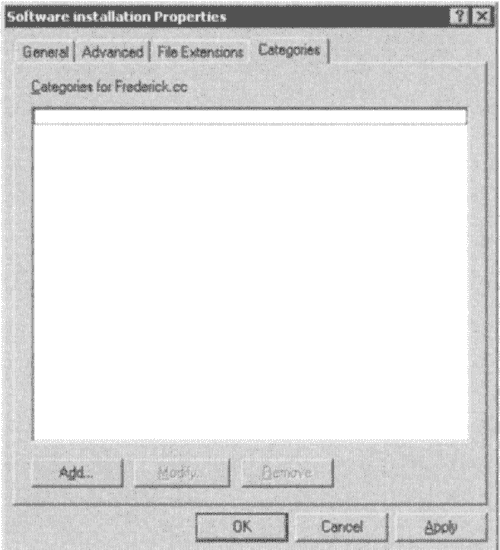 Software installation Properties
General Advanced File Extensions Categories
Categories for Frederick.cc
Add... Modify... Remove
OK Cancel Apply